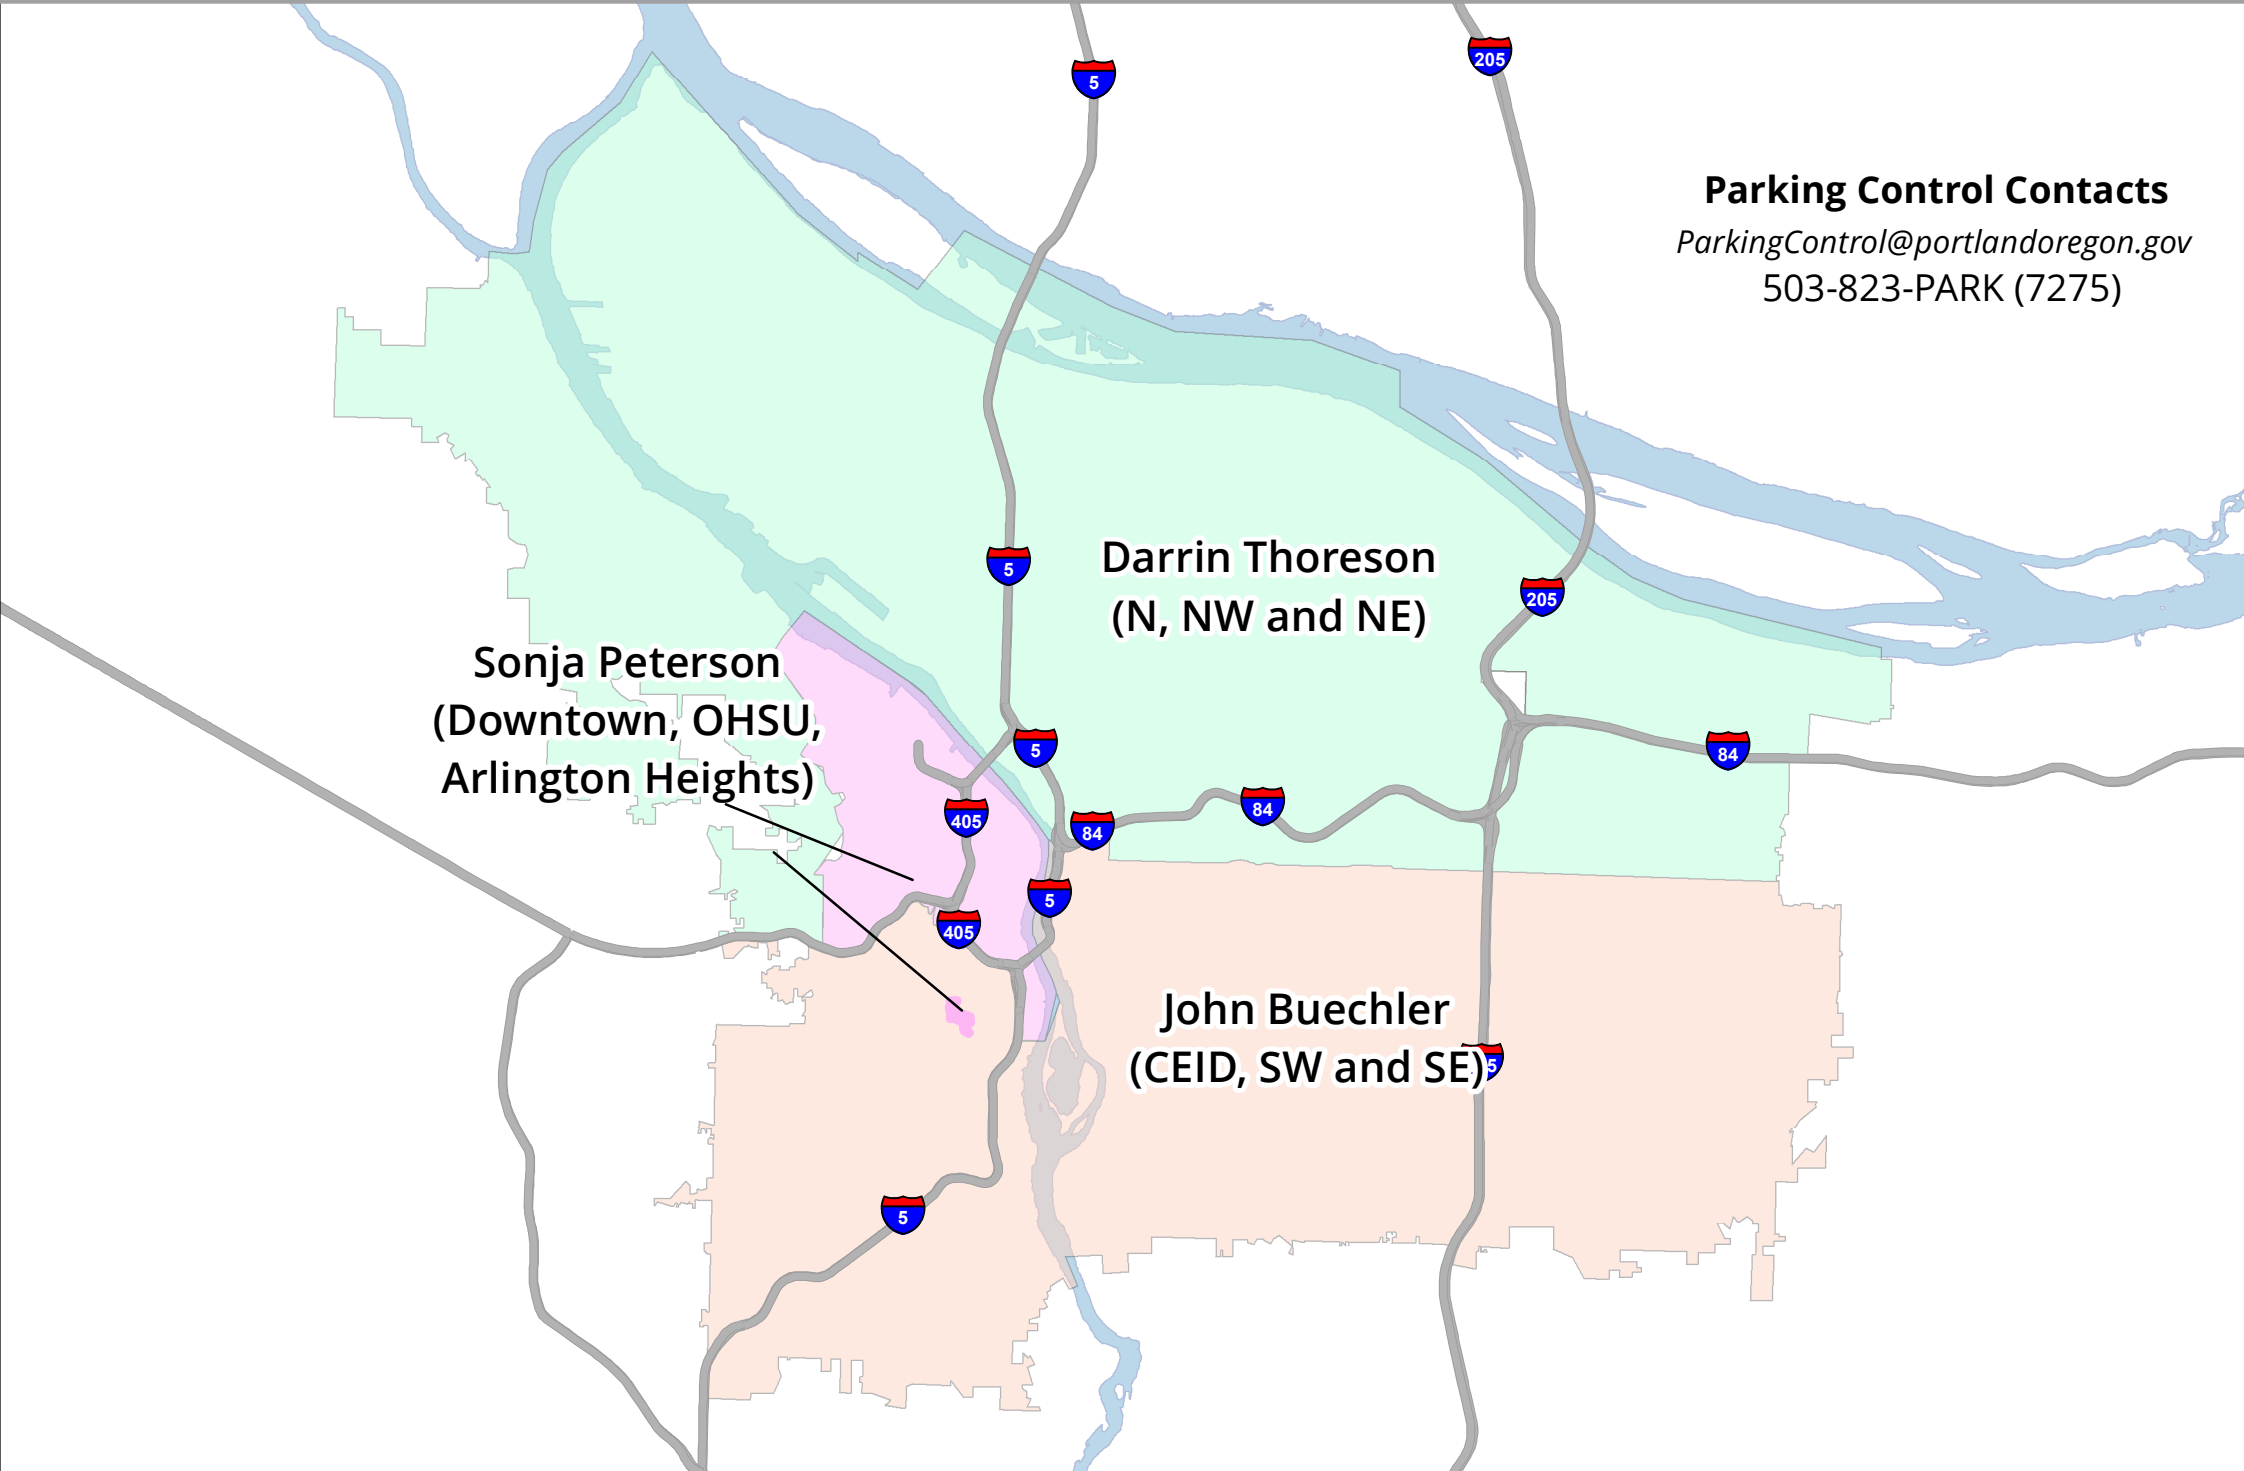 5
205
Parking Control Contacts
ParkingControl@portlandoregon.gov
503-823-PARK (7275)
5
Darrin Thoreson
(N, NW and NE)
205
Sonja Peterson
(Downtown, OHSU,
Arlington Heights)
5
84
405
84
84
5
405
John Buechler
(CEID, SW and SE)
5
5